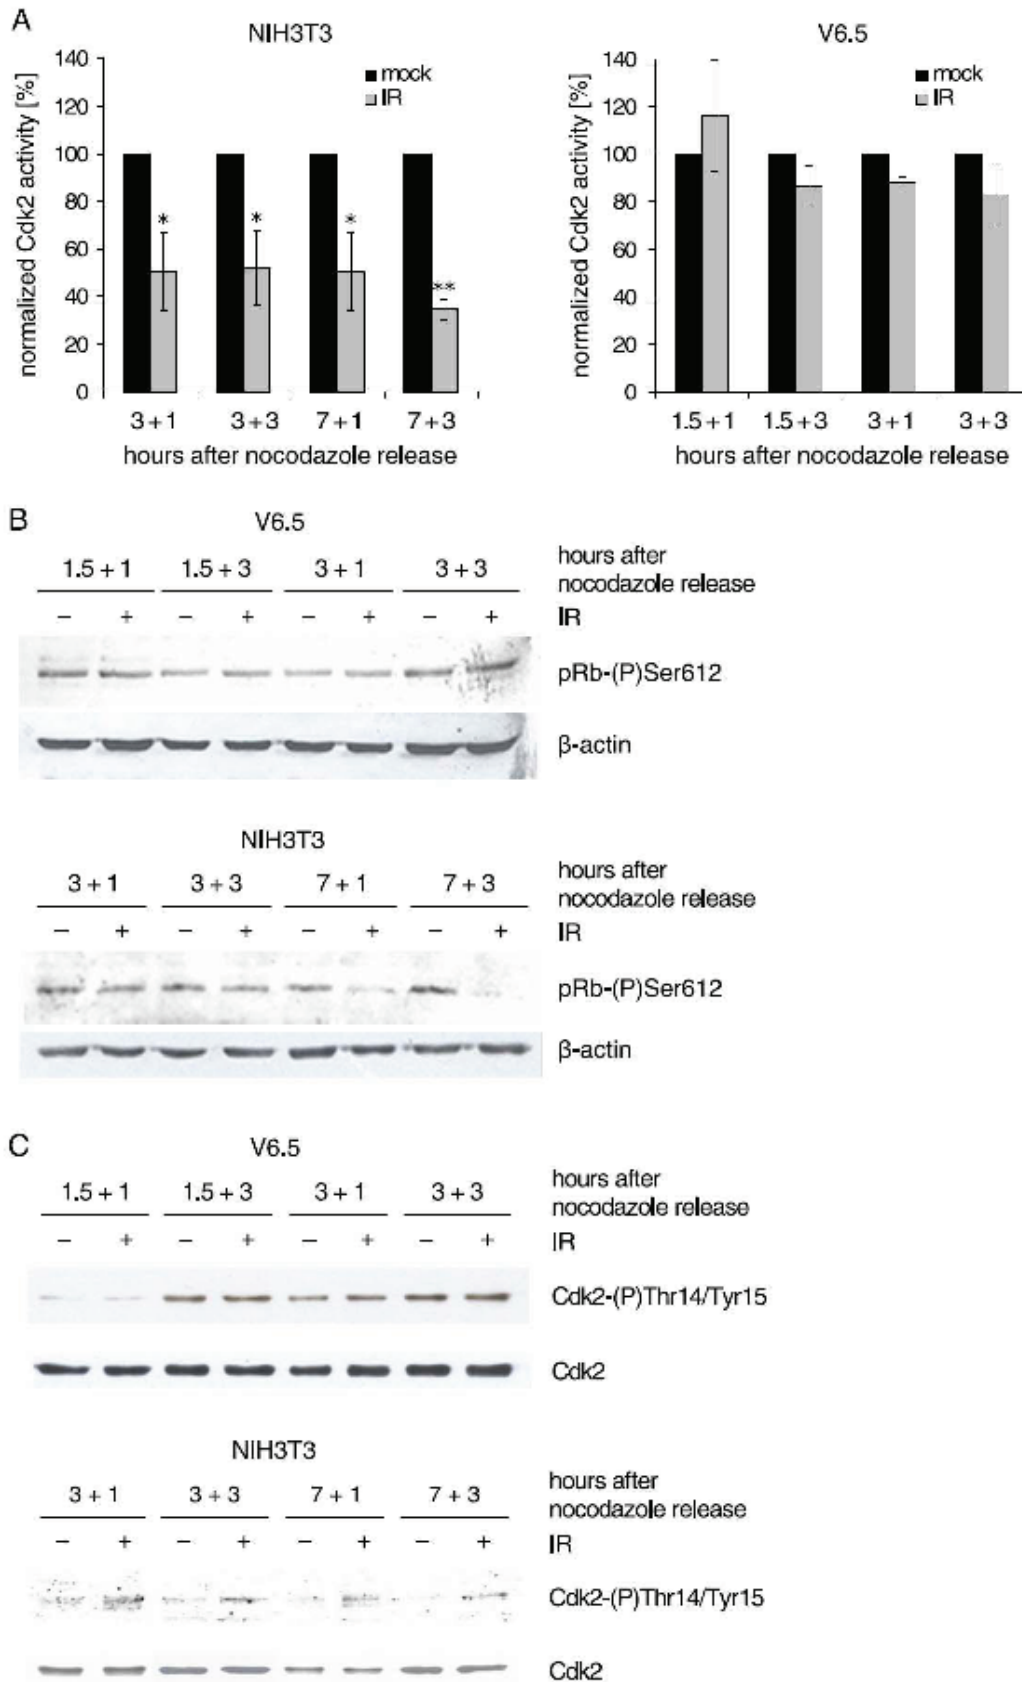 A
NIH3T3
normalized Cdk2 activity [%]
140
120
100
80
60
40
20
0
mock
IR
*
*
*
**
3+1 3+3 7+1 7+3
hours after nocodazole release
V6.5
normalized Cdk2 activity [%]
140
120
100
80
60
40
20
0
mock
IR
1.5+1 1.5+3 3+1 3+3
hours after nocodazole release
B
V6.5
1.5 + 1 1.5 + 3 3 + 1 3 + 3
hours after
nocodazole release
− + − + − + − + IR
pRb-(P)Ser612
β-actin
NIH3T3
3 + 1 3 + 3 7 + 1 7 + 3
hours after
nocodazole release
− + − + − + − + IR
pRb-(P)Ser612
β-actin
C
V6.5
1.5 + 1 1.5 + 3 3 + 1 3 + 3
hours after
nocodazole release
− + − + − + − + IR
Cdk2-(P)Thr14/Tyr15
Cdk2
NIH3T3
3 + 1 3 + 3 7 + 1 7 + 3
hours after
nocodazole release
− + − + − + − + IR
Cdk2-(P)Thr14/Tyr15
Cdk2